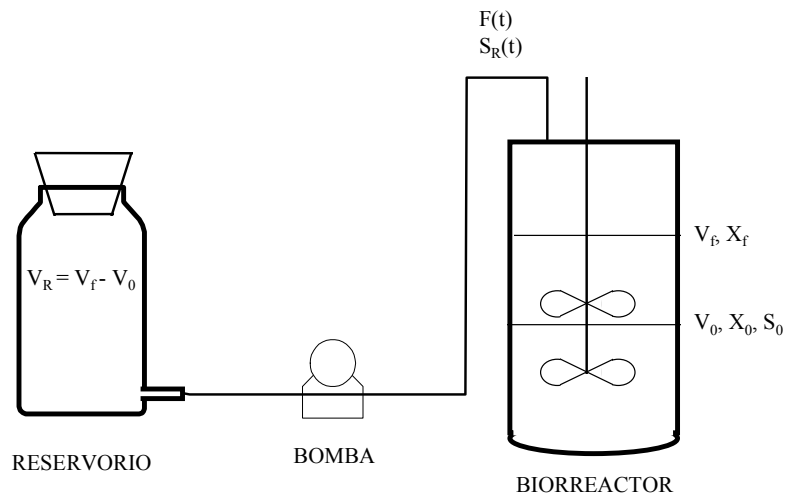 F(t)
S_R(t)
V_R = V_f - V_0
V_f, X_f
V_0, X_0, S_0
RESERVORIO
BOMBA
BIORREACTOR